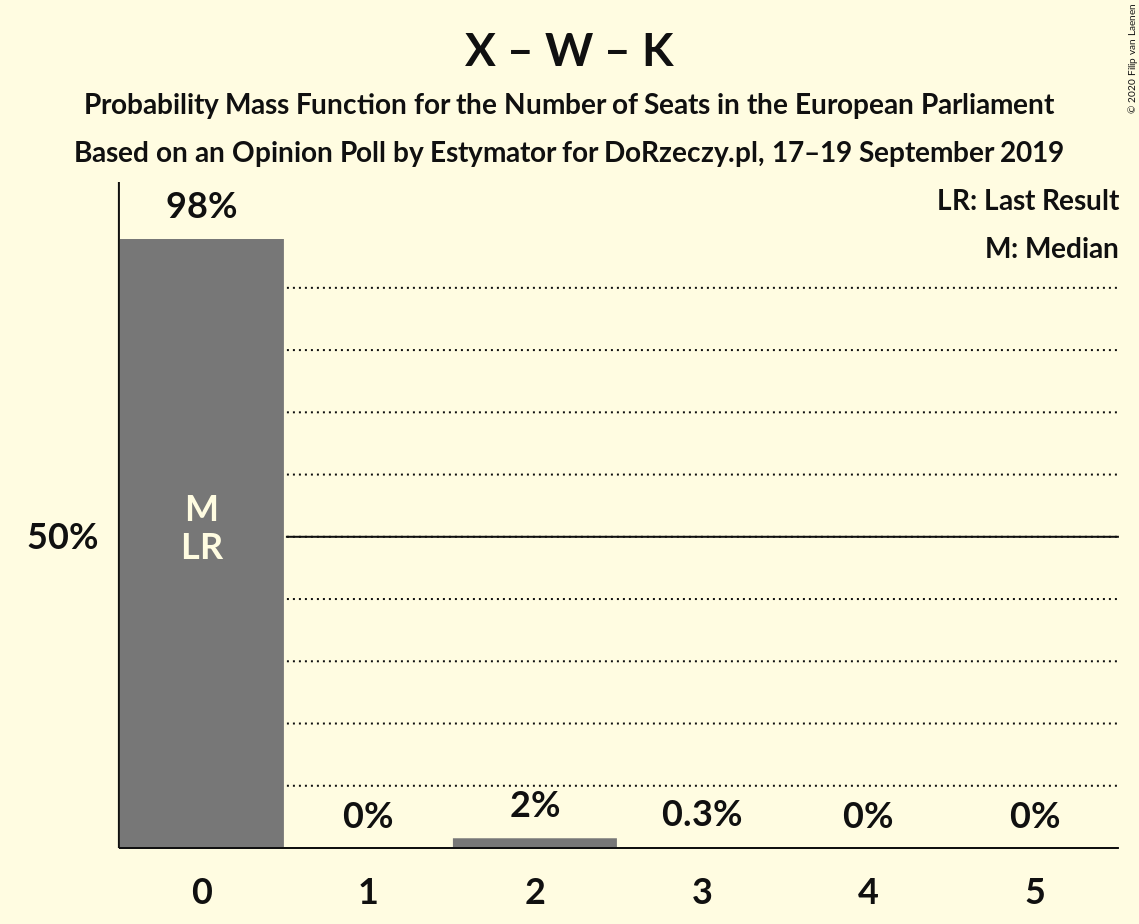 X – W – K
Probability Mass Function for the Number of Seats in the European Parliament
Based on an Opinion Poll by Estymator for DoRzeczy.pl, 17–19 September 2019
© 2020 Filip van Laenen
LR: Last Result
M: Median
98%
M
LR
50%
0%
2%
0.3%
0%
0%
0
1
2
3
4
5